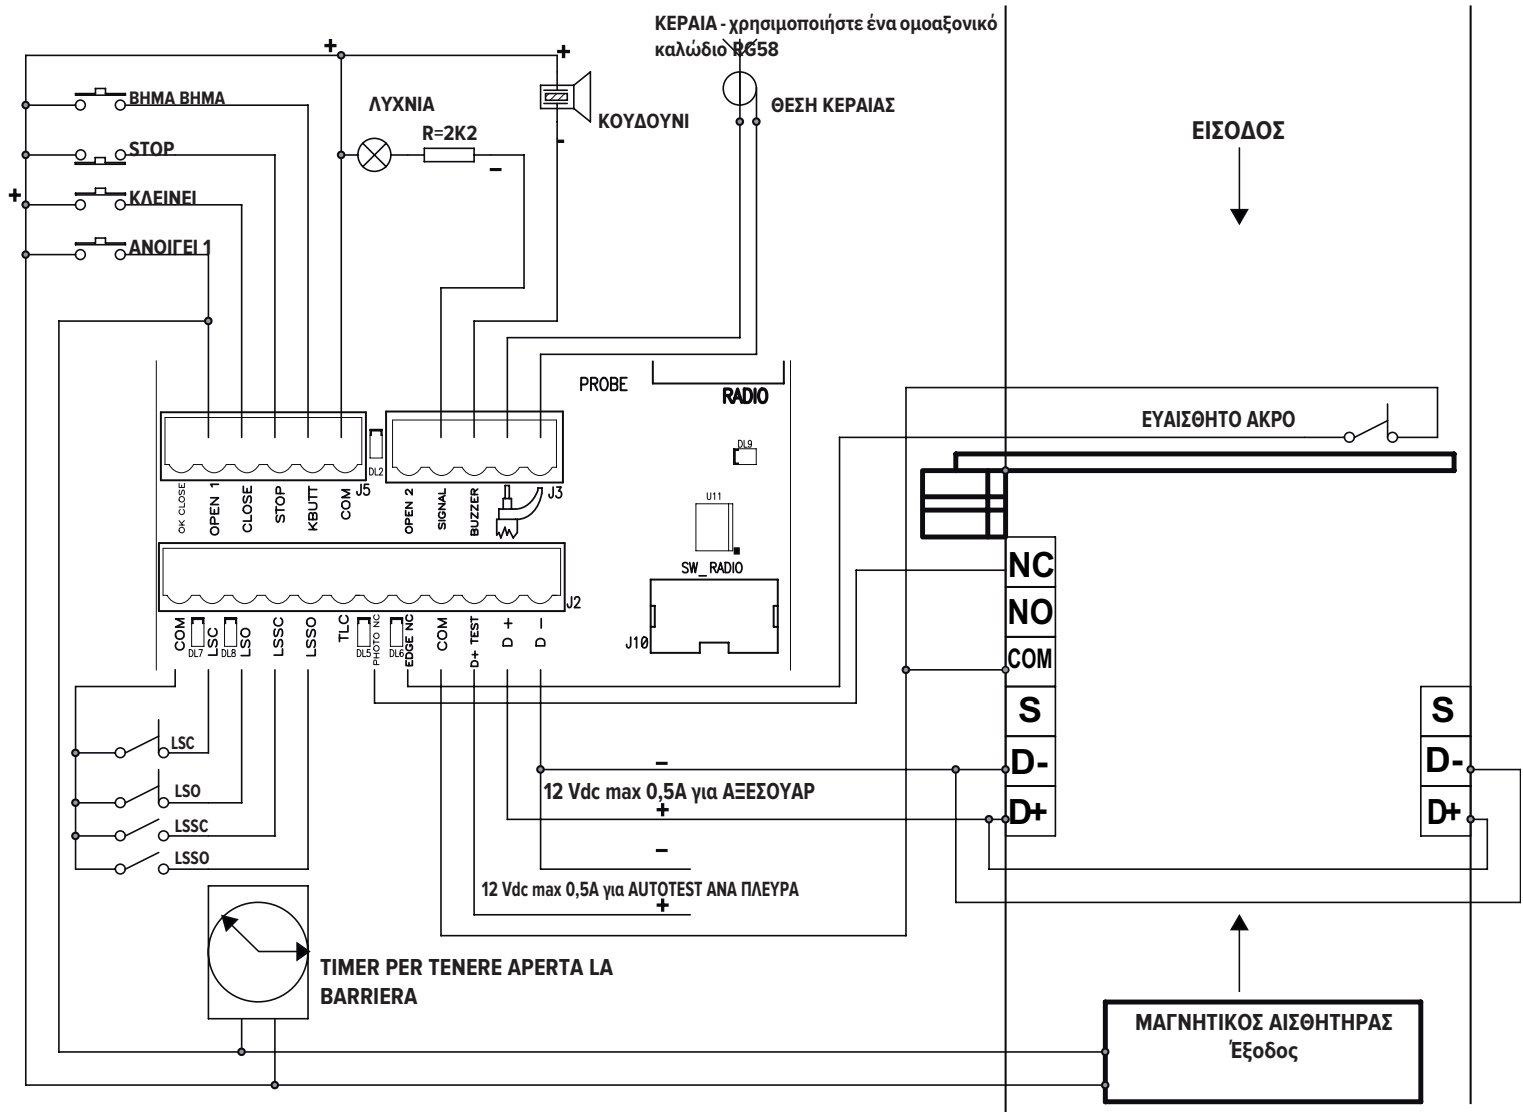 ΚΕΡΑΙΑ - χρησιμοποιήστε ένα ομοαξονικό
καλώδιο RG58
+
+
ΒΗΜΑ ΒΗΜΑ
ΛΥΧΝΙΑ
ΘΕΣΗ ΚΕΡΑΙΑΣ
ΚΟΥΔΟΥΝΙ
R=2K2
ΕΙΣΟΔΟΣ
STOP
-
-
+
ΚΛΕΙΝΕΙ
ΑΝΟΙΓΕΙ 1
PROBE
RADIO
ΕΥΑΙΣΘΗΤΟ ΑΚΡΟ
DL9
DL2
J5
J3
OK CLOSE
OPEN 1
CLOSE
STOP
KBUTT
COM
OPEN 2
SIGNAL
BUZZER
U11
SW_RADIO
J2
J10
COM
DL7
LSC
DL8
LSO
LSSC
LSSO
TLC
DL5
PHOTO NC
DL6
EDGE NC
COM
D+ TEST
D +
D -
NC
NO
COM
S
D-
D+
S
D-
D+
LSC
LSO
LSSC
LSSO
-
12 Vdc max 0,5A για ΑΞΕΣΟΥΑΡ
+
-
12 Vdc max 0,5A για AUTOTEST ΑΝΑ ΠΛΕΥΡΑ
+
TIMER PER TENERE APERTA LA
BARRIERA
ΜΑΓΝΗΤΙΚΟΣ ΑΙΣΘΗΤΗΡΑΣ
Έξοδος